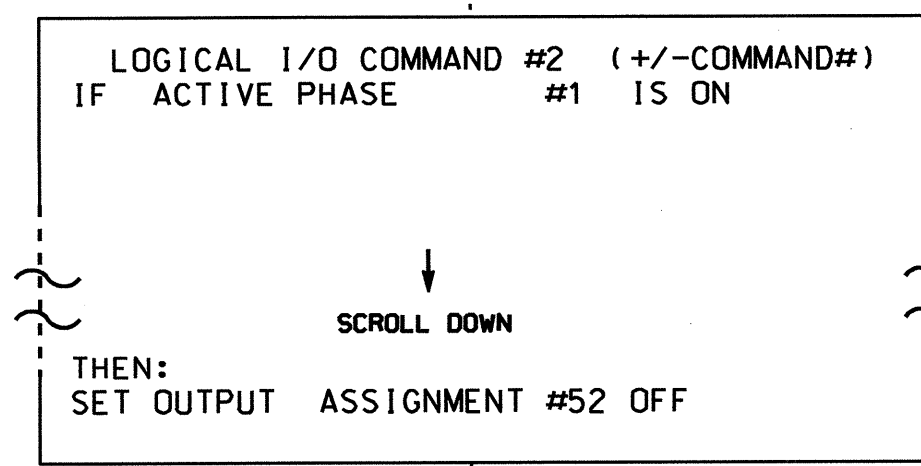 LOGICAL I/O COMMAND #2 (+/-COMMAND#)
IF ACTIVE PHASE #1 IS ON
SCROLL DOWN
THEN:
SET OUTPUT ASSIGNMENT #52 OFF